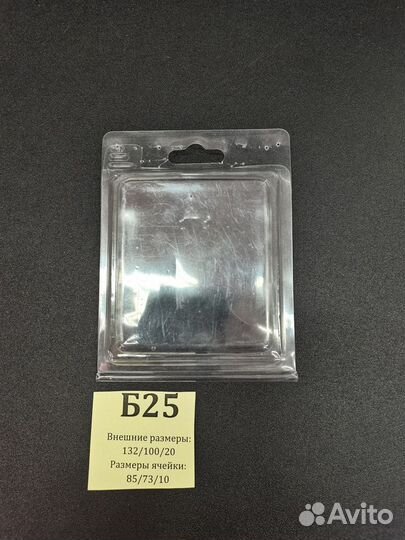 Б25
Внешние размеры:
132/100/20
Размеры ячейки:
85/73/10
Avito